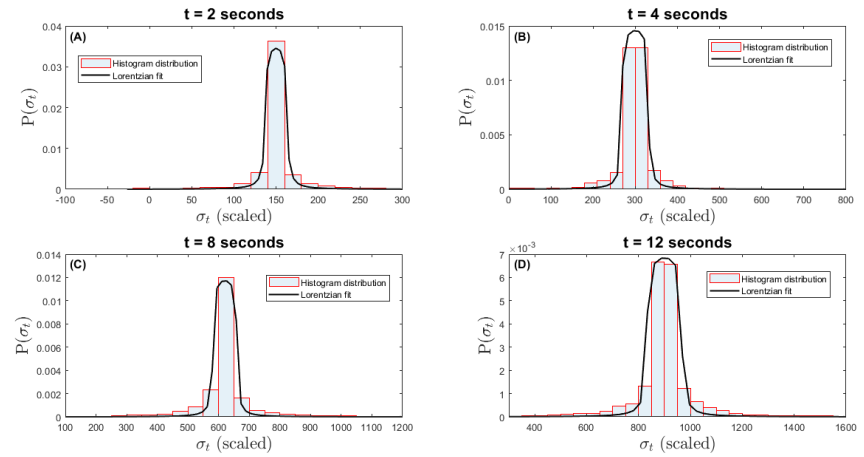 t = 2 seconds
(A)
Histogram distribution
Lorentzian fit
P(σt)
0.04
0.03
0.02
0.01
0
-100 -50 0 50 100 150 200 250 300
σt (scaled)
t = 4 seconds
(B)
Histogram distribution
Lorentzian fit
P(σt)
0.015
0.01
0.005
0
0 100 200 300 400 500 600 700 800
σt (scaled)
t = 8 seconds
(C)
Histogram distribution
Lorentzian fit
P(σt)
0.014
0.012
0.01
0.008
0.006
0.004
0.002
0
100 200 300 400 500 600 700 800 900 1000 1100 1200
σt (scaled)
t = 12 seconds
× 10-3
(D)
Histogram distribution
Lorentzian fit
P(σt)
7
6
5
4
3
2
1
0
400 600 800 1000 1200 1400 1600
σt (scaled)